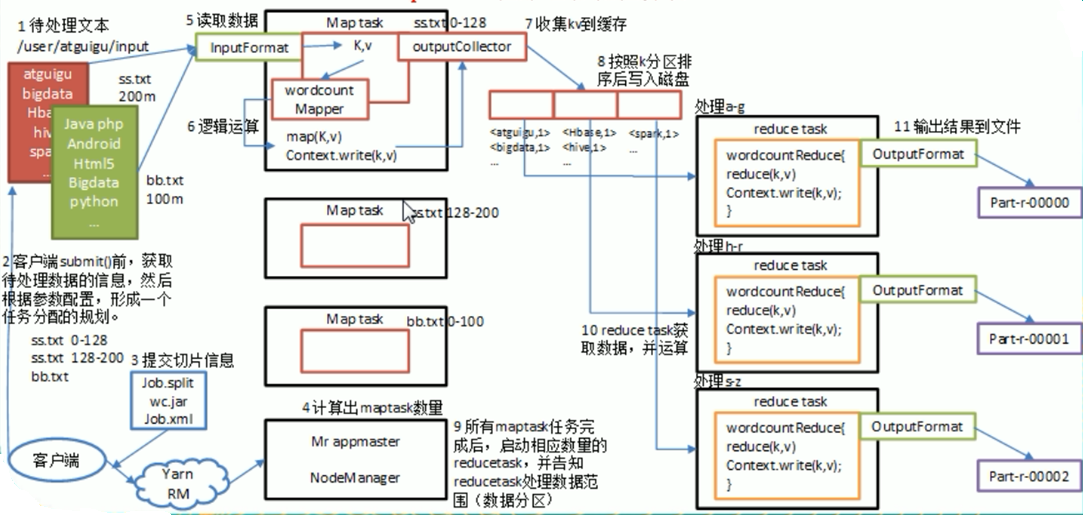 1 待处理文本
/user/atguigu/input
atguigu
bigdata
spa
...
Java php
Android
Html5
Bigdata
python
...
ss.txt
200m
bb.txt
100m
2 客户端submit()前，获取
待处理数据的信息，然后
根据参数配置，形成一个
任务分配的规划。
ss.txt 0-128
ss.txt 128-200
bb.txt
3 提交切片信息
Job.split
wc.jar
Job.xml
客户端
Yarn
RM
4 计算出maptask数量
Mr appmaster
NodeManager
5 读取数据
InputFormat
Map task
K,v
wordcount
Mapper
6 逻辑运算
map(K,v)
Context.write(k,v)
ss.txt 0-128
outputCollector
Map task
ss.txt 128-200
Map task
bb.txt 0-100
7 收集kv到缓存
8 按照k分区排
序后写入磁盘
<atguigu,1>
<bigdata,1>
...
<Hbase,1>
<hive,1>
...
<spark,1>
...
9 所有maptask任务完
成后，启动相应数量的
reducetask，并告知
reducetask处理数据范
围（数据分区）
10 reduce task获
取数据，并运算
处理a-g
reduce task
wordcountReduce{
reduce(k,v)
Context.write(k,v);
}
OutputFormat
11 输出结果到文件
Part-r-00000
处理h-r
reduce task
wordcountReduce{
reduce(k,v)
Context.write(k,v);
}
OutputFormat
Part-r-00001
处理s-z
reduce task
wordcountReduce{
reduce(k,v)
Context.write(k,v);
}
OutputFormat
Part-r-00002